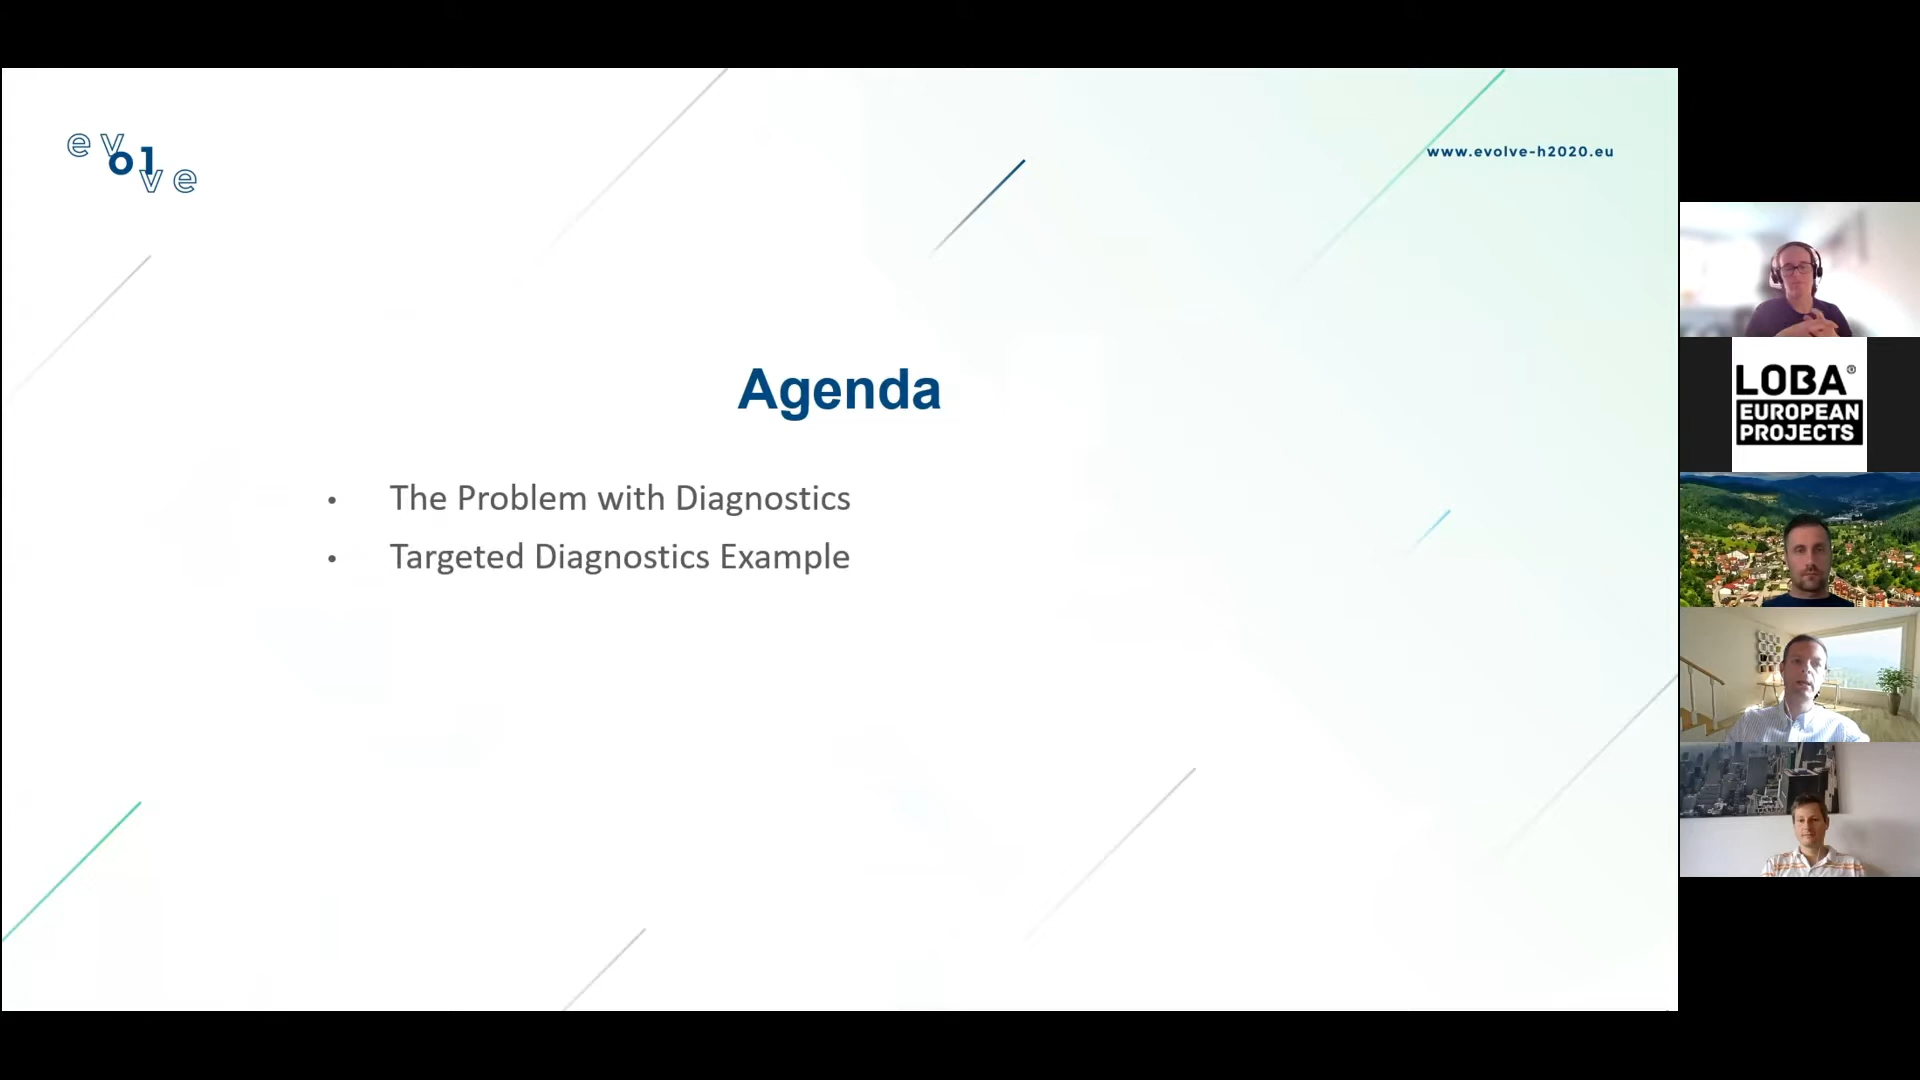 evolve
www.evolve-h2020.eu
Agenda
• The Problem with Diagnostics
• Targeted Diagnostics Example
LOBA®
EUROPEAN
PROJECTS